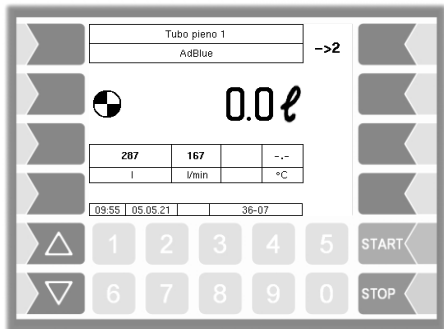 Tubo pieno 1
AdBlue
->2
0.0 ℓ
287 167 -.-
l l/min °C
09:55 05.05.21 36-07
1 2 3 4 5 START
6 7 8 9 0 STOP